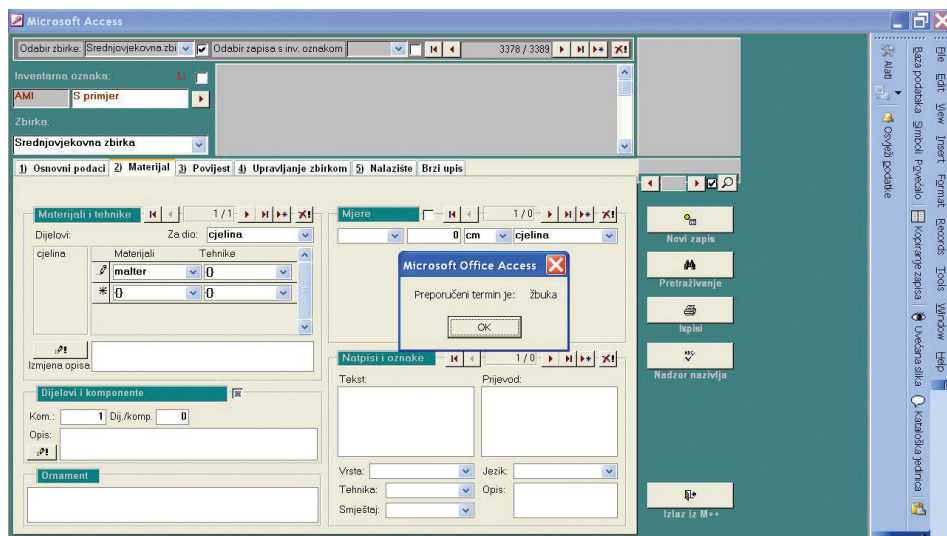 Microsoft Access
Odabir zbirke: Srednjovjekovna zbi Odabir zapisa s inv. oznakom 3378 / 3389
Inventarna oznaka:
AMI S primjer
Zbirka:
Srednjovjekovna zbirka
1) Osnovni podaci 2) Materijal 3) Povijest 4) Upravljanje zbirkom 5) Nalazište Brzi upis
Materijali i tehnike 1 / 1
Dijelovi: Za dio: cjelina
cjelina Materijali Tehnike
malter {}
{} {}
Izmjena opisa
Mjere 1 / 0
0 cm cjelina
Microsoft Office Access
Preporučeni termin je: žbuka
OK
Dijelovi i komponente
Kom.: 1 Dij./komp. 0
Opis:
Ornament
Natpisi i oznake 1 / 0
Tekst: Prijevod:
Vrsta: Jezik:
Tehnika: Opis:
Smještaj:
Novi zapis
Pretraživanje
Ispisi
Nadzor nazivlja
Izlaz iz M++
File Edit View Insert Format Records Tools Window Help
Baza podataka Simboli Povećalo Kopiranje zapisa Uvećana slika Kataloška jedinica
Alati Osvježi podatke